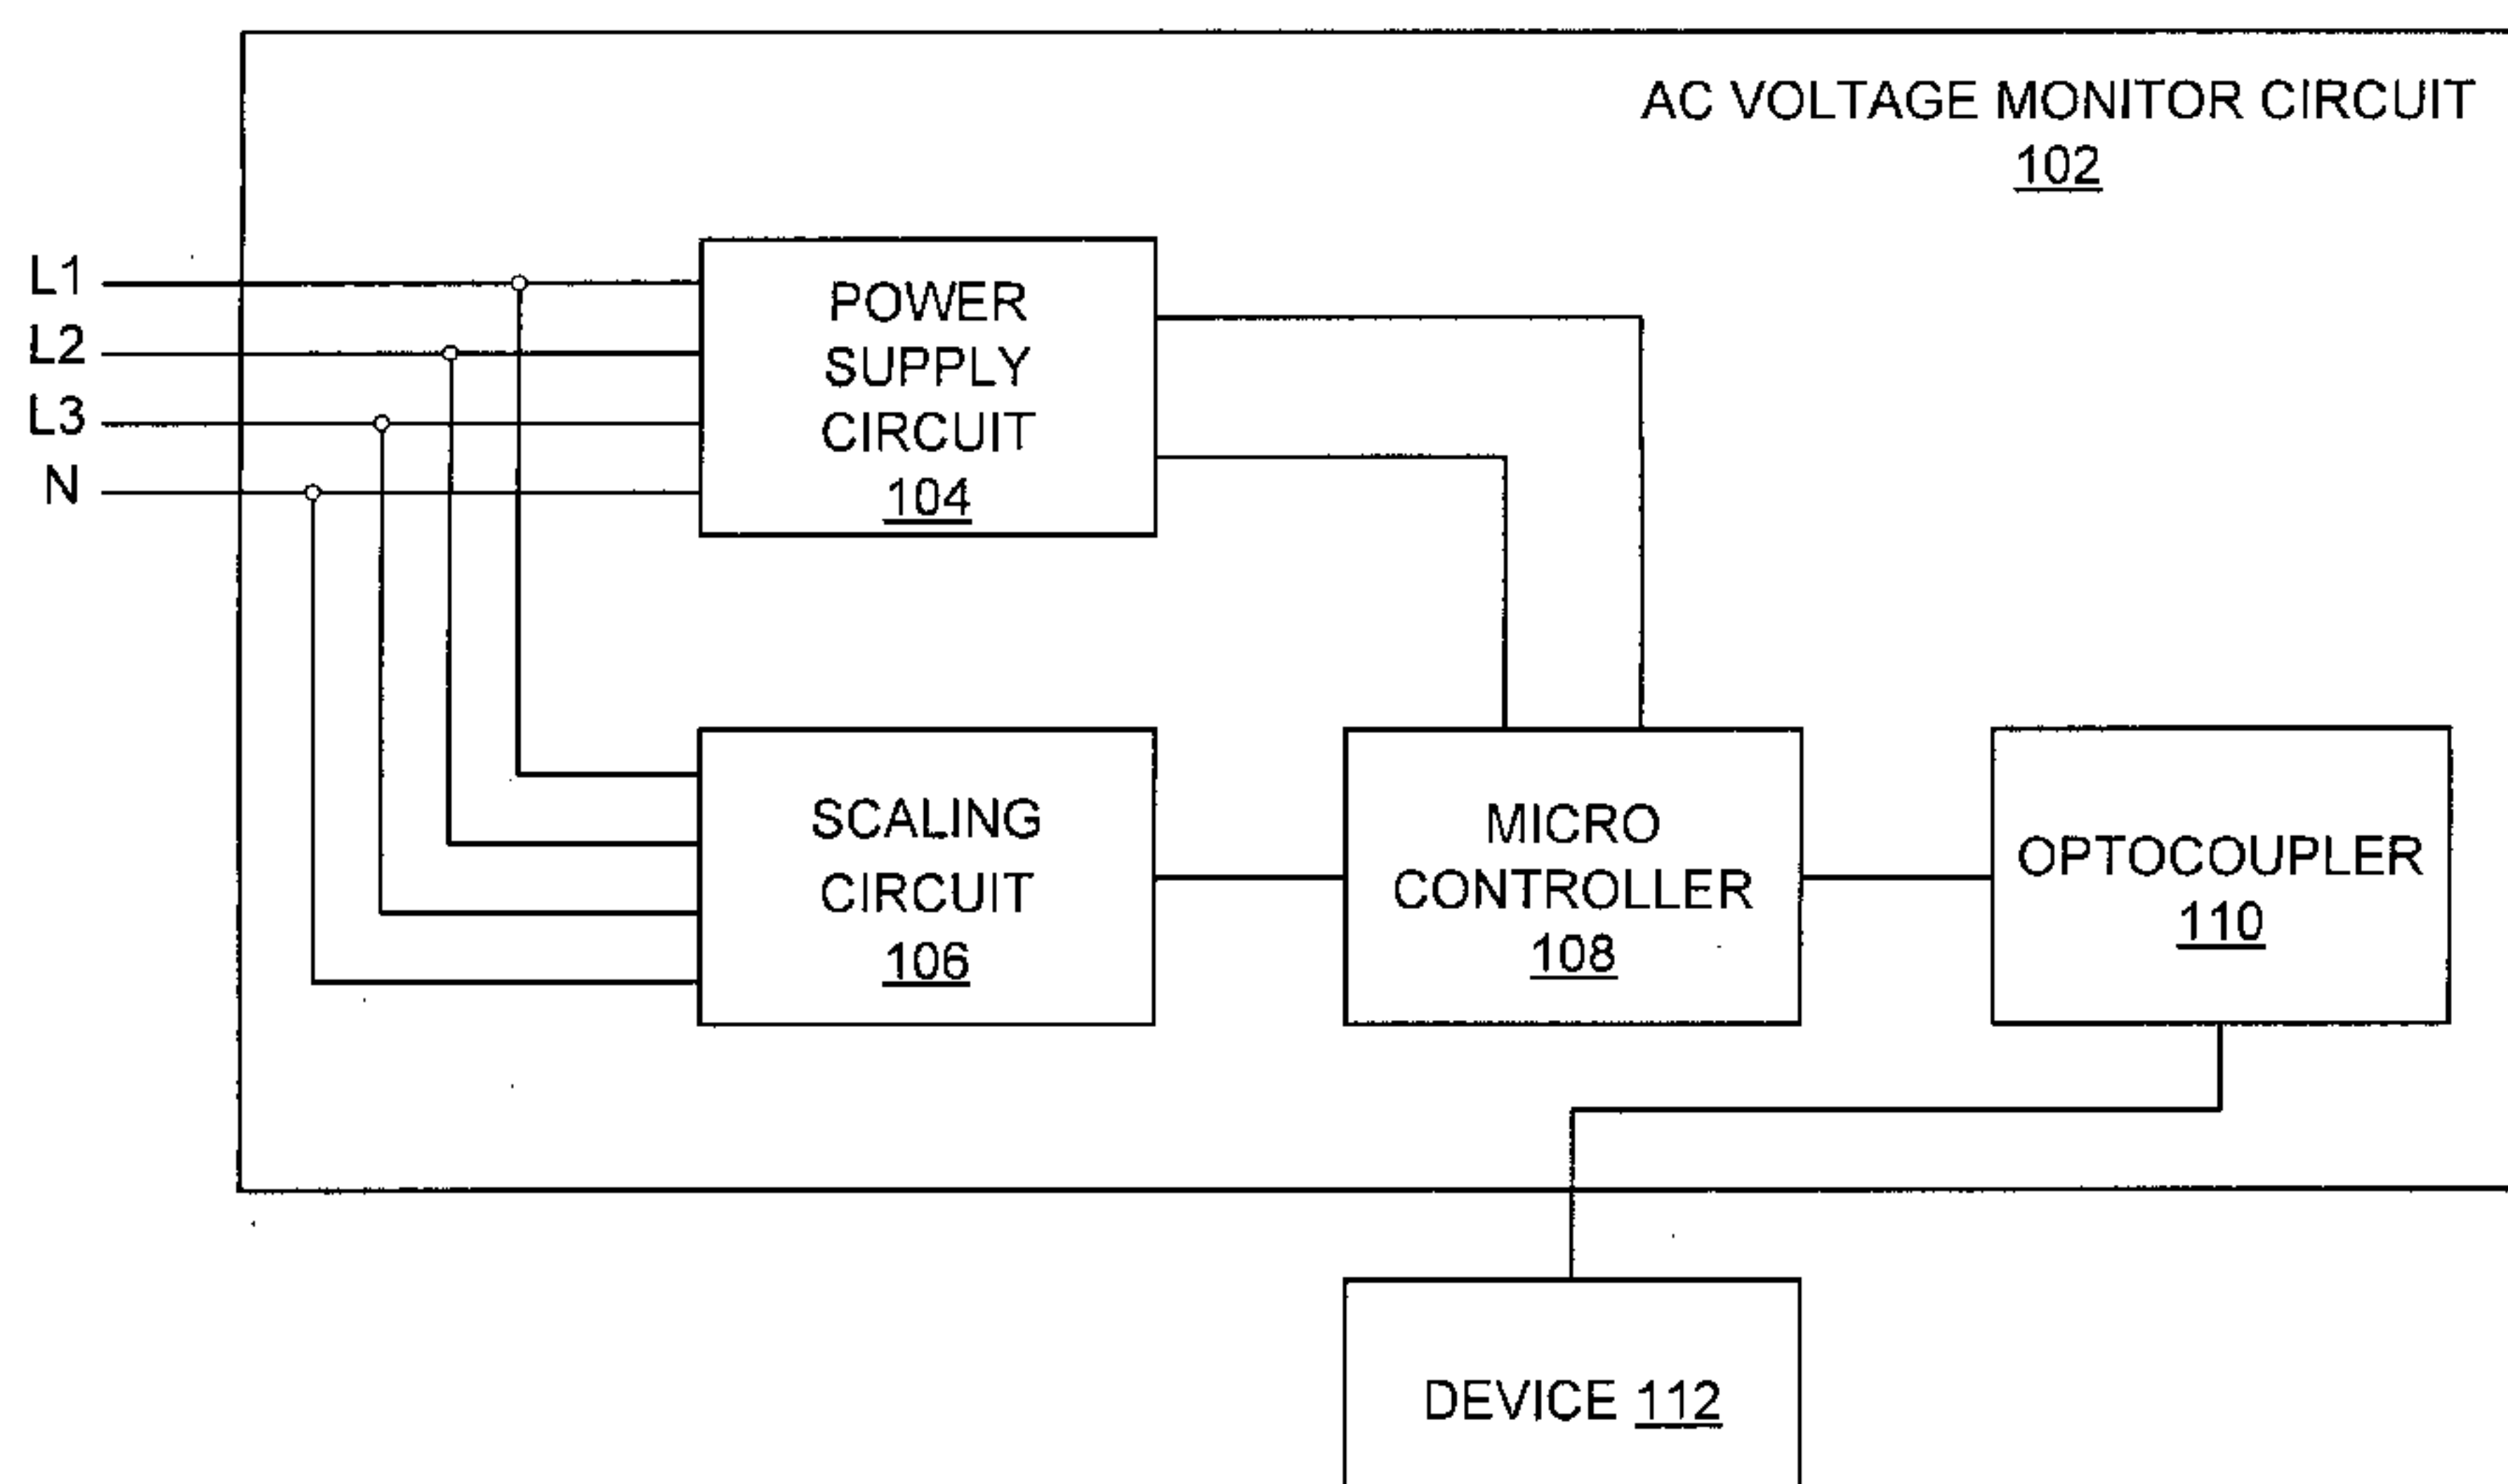 AC VOLTAGE MONITOR CIRCUIT
102
L1
L2
L3
N
POWER
SUPPLY
CIRCUIT
104
SCALING
CIRCUIT
106
MICRO
CONTROLLER
108
OPTOCOUPLER
110
DEVICE 112